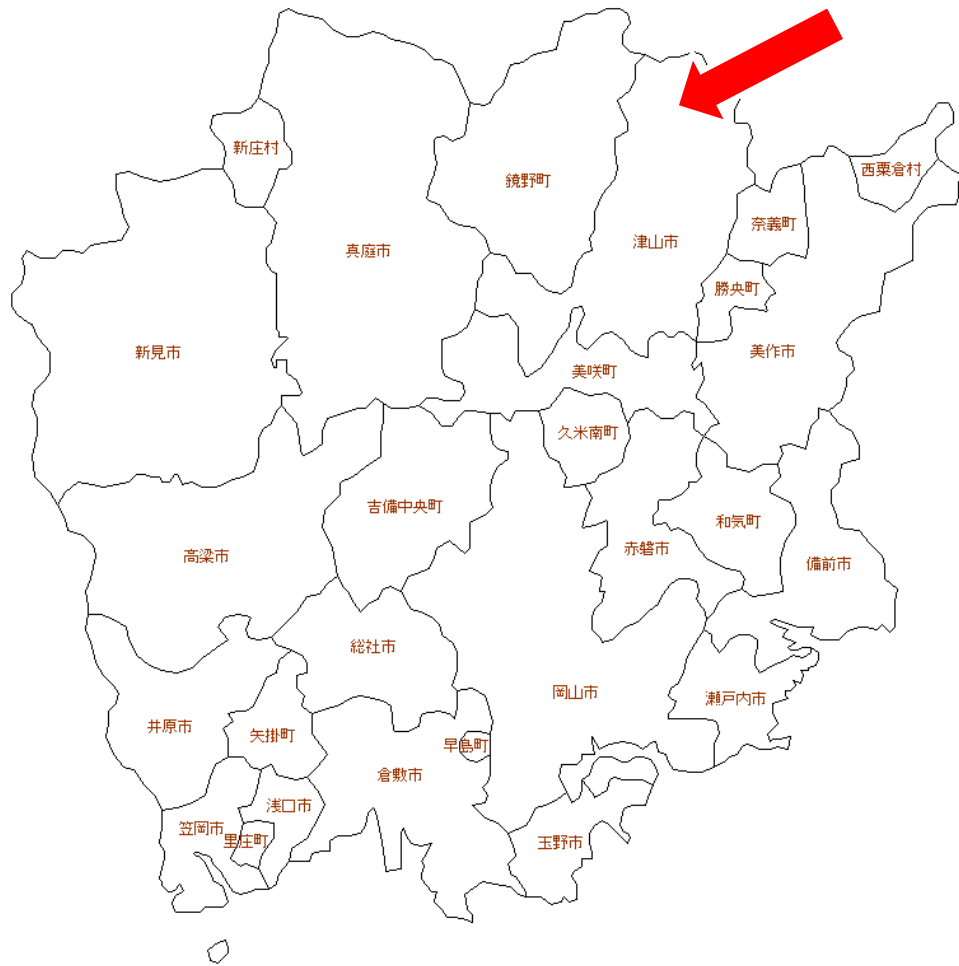 新庄村
西粟倉村
鏡野町
奈義町
津山市
真庭市
勝央町
新見市
美作市
美咲町
久米南町
吉備中央町
和気町
赤磐市
高梁市
備前市
総社市
岡山市
瀬戸内市
井原市
矢掛町
早島町
倉敷市
浅口市
笠岡市
里庄町
玉野市